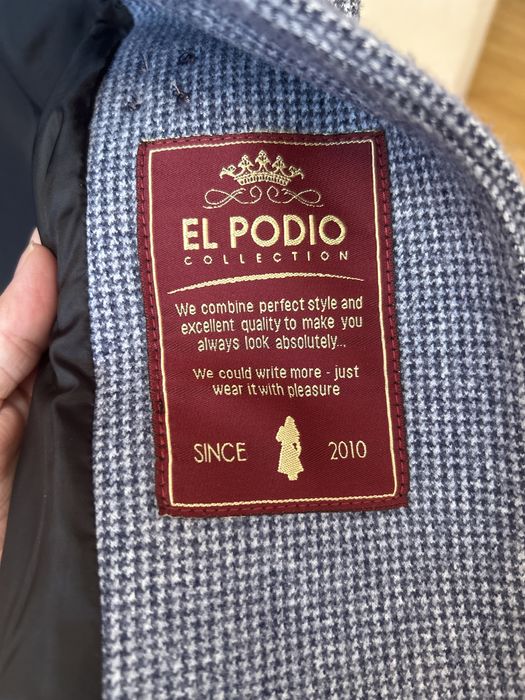 EL PODIO
COLLECTION
We combine perfect style and
excellent quality to make you
always look absolutely...
We could write more - just
wear it with pleasure
SINCE 2010